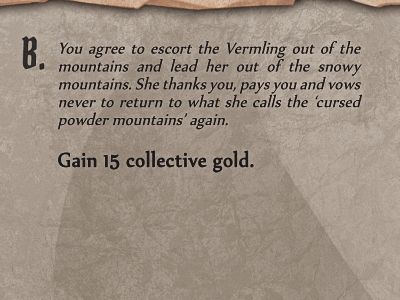 B. You agree to escort the Vermling out of the
mountains and lead her out of the snowy
mountains. She thanks you, pays you and vows
never to return to what she calls the ‘cursed
powder mountains’ again.
Gain 15 collective gold.